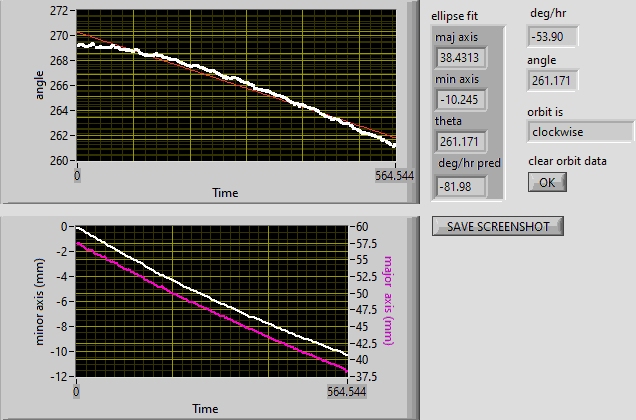 272
270
268
266
264
262
260
angle
0
564.544
Time
ellipse fit
maj axis
38.4313
min axis
-10.245
theta
261.171
deg/hr pred
-81.98
deg/hr
-53.90
angle
261.171
orbit is
clockwise
clear orbit data
OK
SAVE SCREENSHOT
0
-2
-4
-6
-8
-10
-12
minor axis (mm)
60
57.5
55
52.5
50
47.5
45
42.5
40
37.5
major axis (mm)
0
564.544
Time